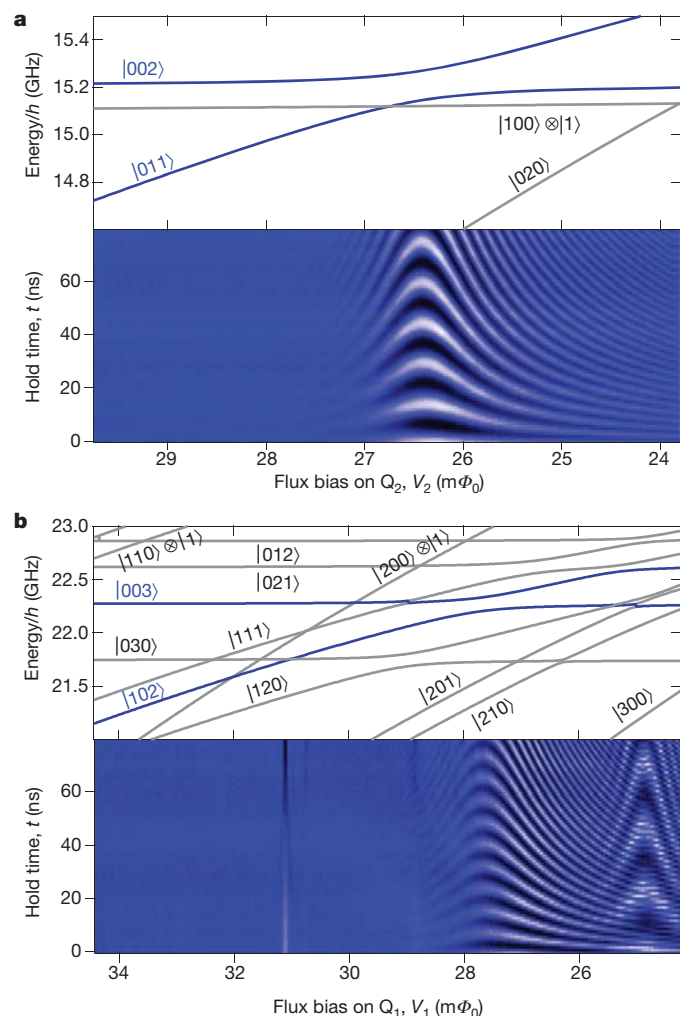 a
Energy/h (GHz)
15.4
15.2
15.0
14.8
|002⟩
|011⟩
|100⟩ ⊗ |1⟩
|020⟩
Hold time, t (ns)
60
40
20
0
29 28 27 26 25 24
Flux bias on Q₂, V₂ (mΦ₀)
b
Energy/h (GHz)
23.0
22.5
22.0
21.5
|110⟩ ⊗ |1⟩
|012⟩
|200⟩ ⊗ |1⟩
|003⟩
|021⟩
|030⟩
|111⟩
|102⟩
|120⟩
|201⟩
|210⟩
|300⟩
Hold time, t (ns)
60
40
20
0
34 32 30 28 26
Flux bias on Q₁, V₁ (mΦ₀)